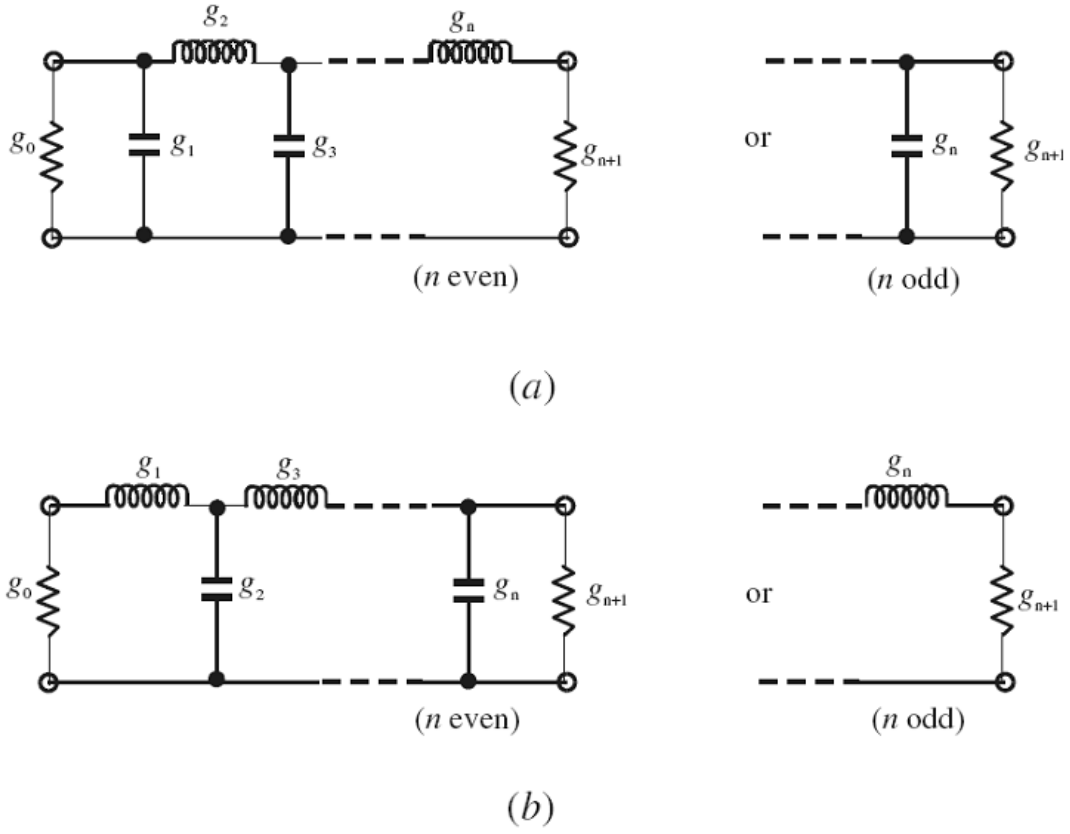 g₂ gₙ
g₀ g₁ g₃ gₙ₊₁ or gₙ gₙ₊₁
(n even) (n odd)
(a)
g₁ g₃ gₙ
g₀ g₂ gₙ gₙ₊₁ or gₙ₊₁
(n even) (n odd)
(b)